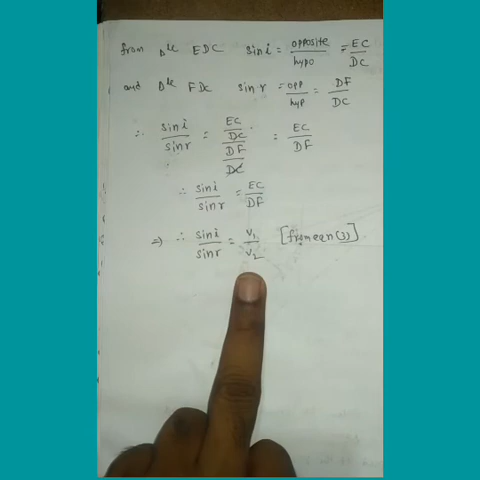 from Δle EDC sin i = opposite/hypo = EC/DC
and Δle FDC sin r = opp/hyp = DF/DC
∴ sin i/sin r = EC/DC/DF/DC = EC/DF
∴ sin i/sin r = EC/DF
⇒ ∴ sin i/sin r = V1/V2 [from eqn (3)]